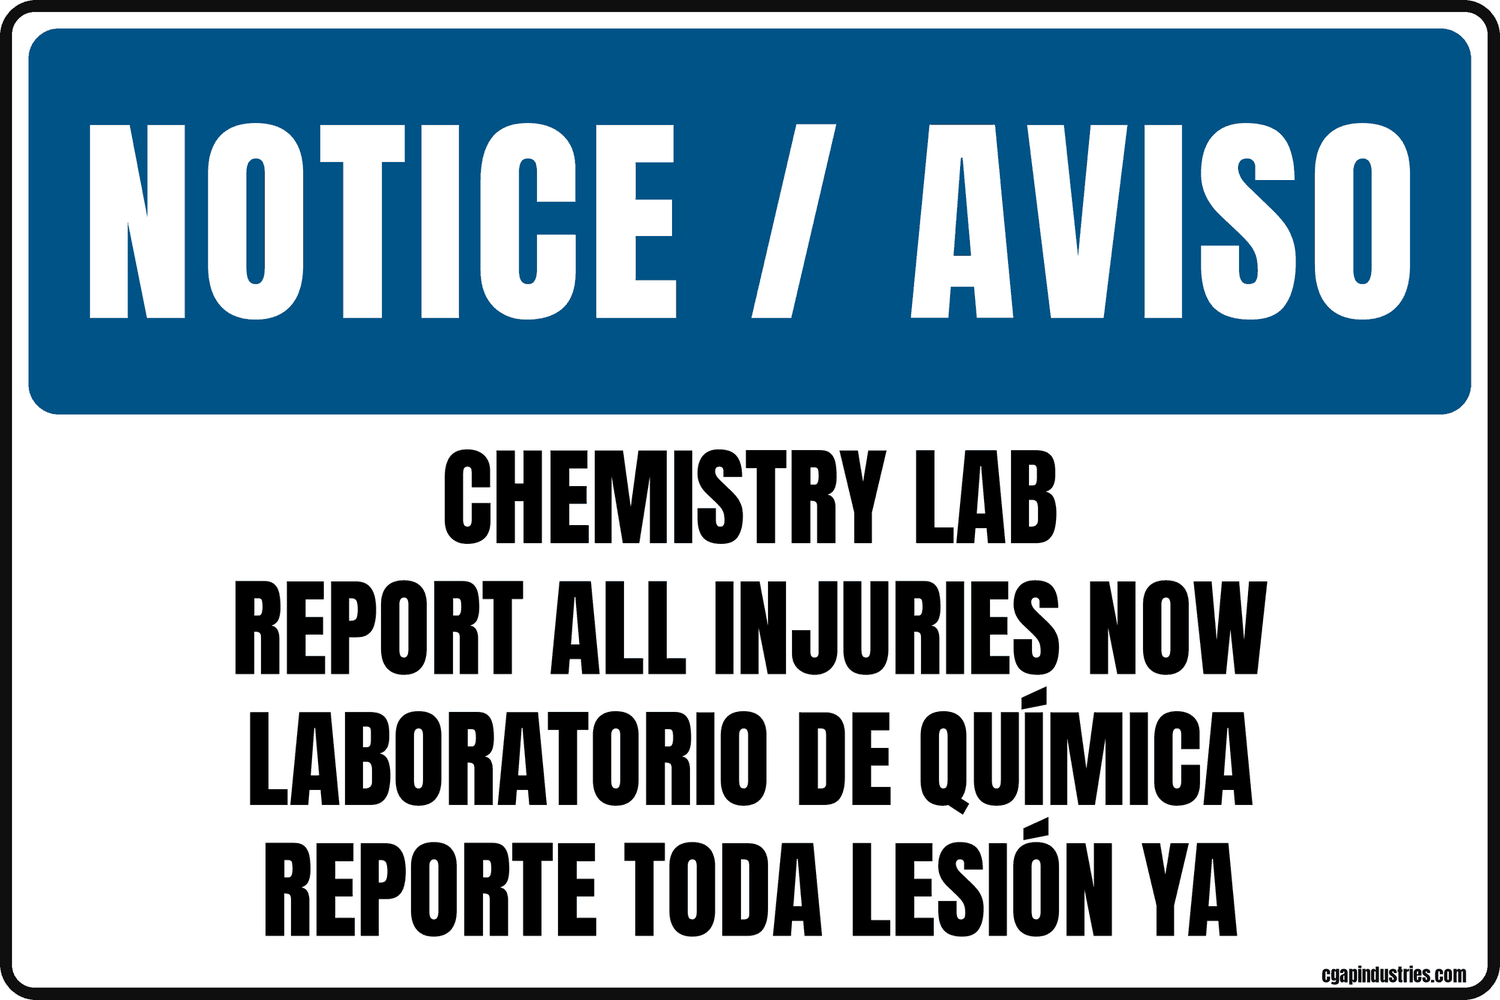 NOTICE / AVISO
CHEMISTRY LAB
REPORT ALL INJURIES NOW
LABORATORIO DE QUÍMICA
REPORTE TODA LESIÓN YA
cgapindustries.com